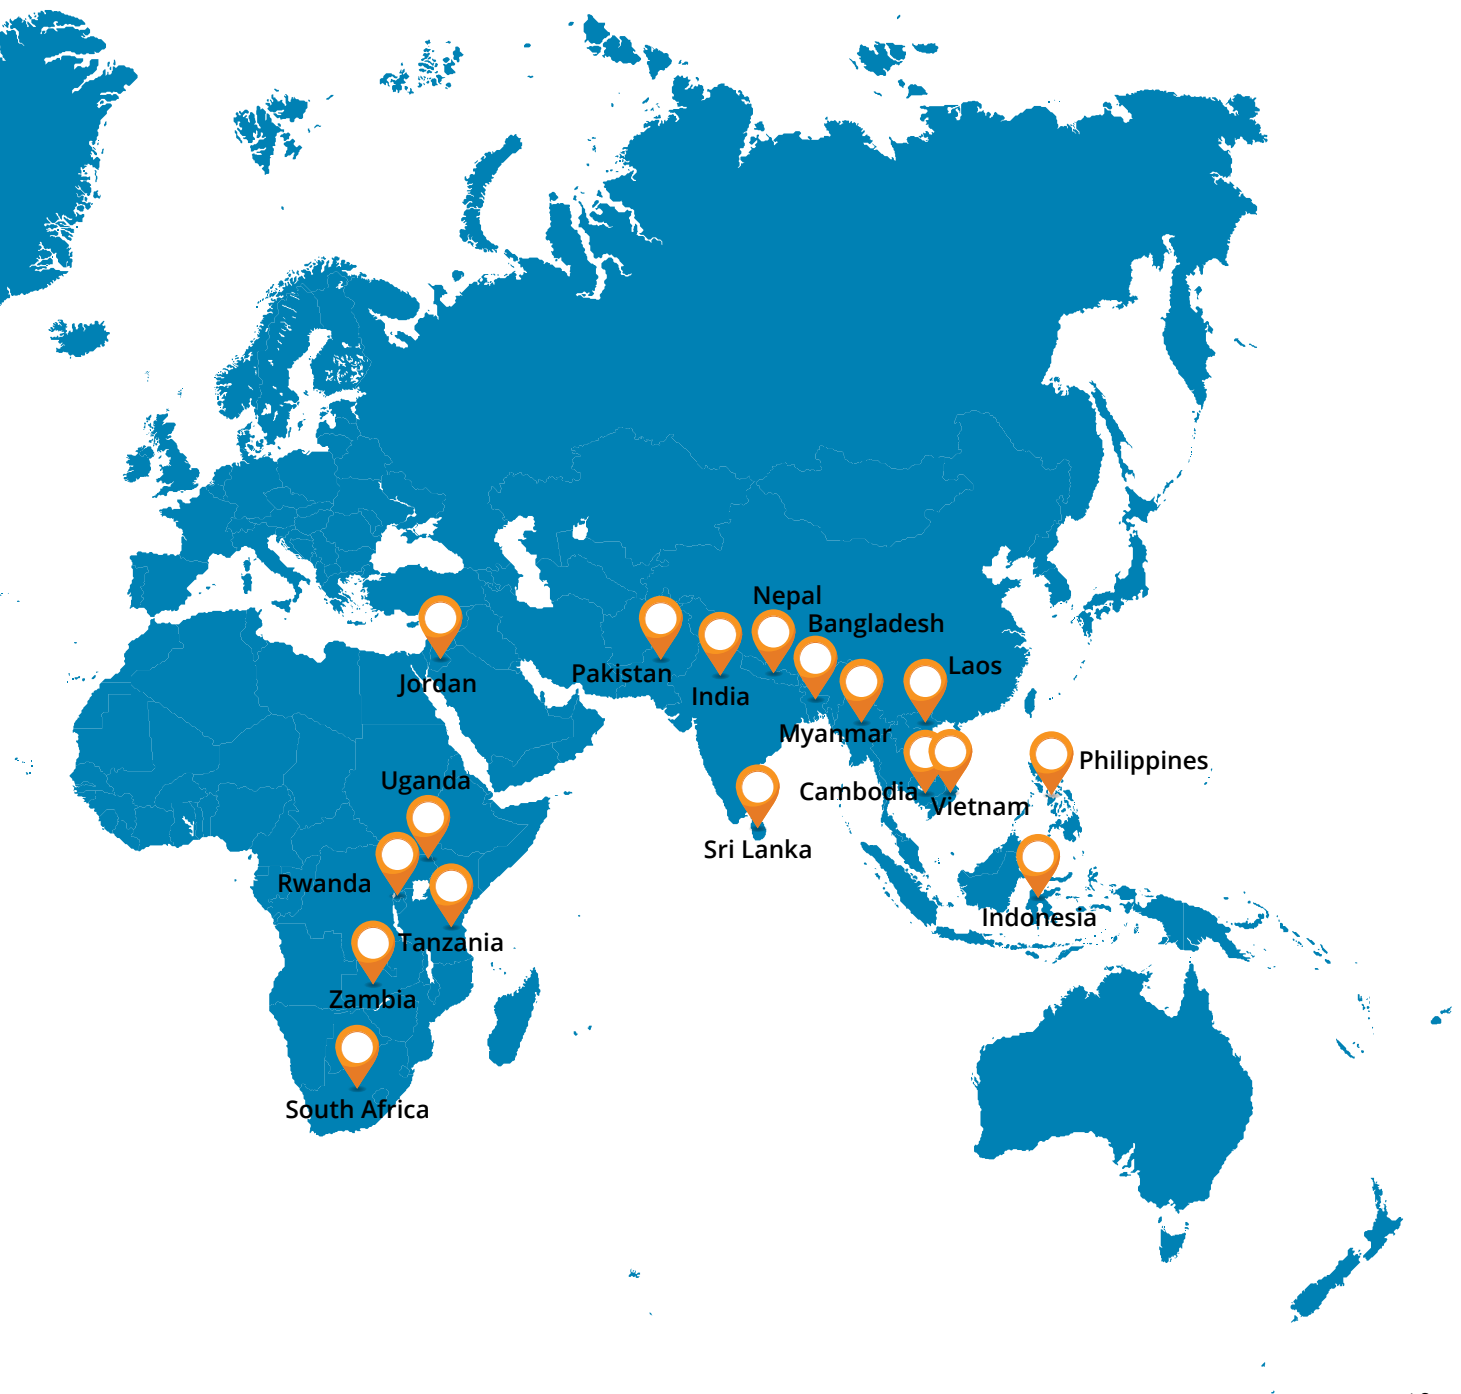 Nepal
Bangladesh
Laos
Pakistan
Jordan
India
Myanmar
Philippines
Uganda
Cambodia
Vietnam
Sri Lanka
Rwanda
Indonesia
Tanzania
Zambia
South Africa